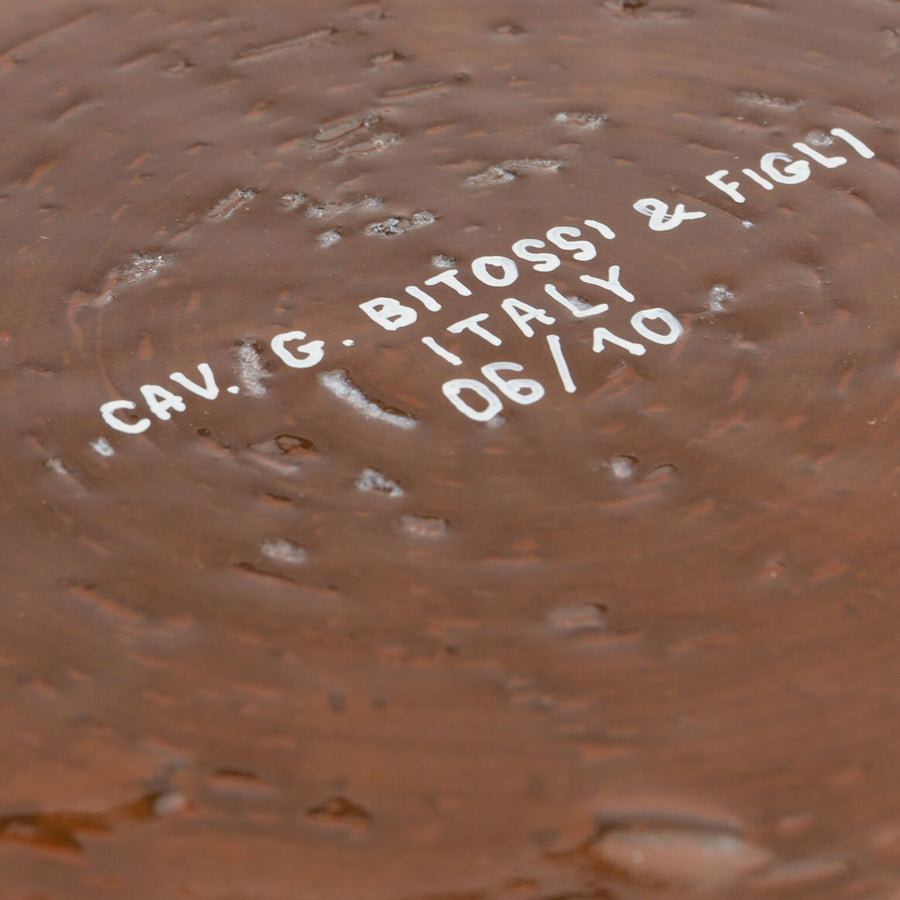 CAV. G. BITOSSI & FIGLI
ITALY
06/10